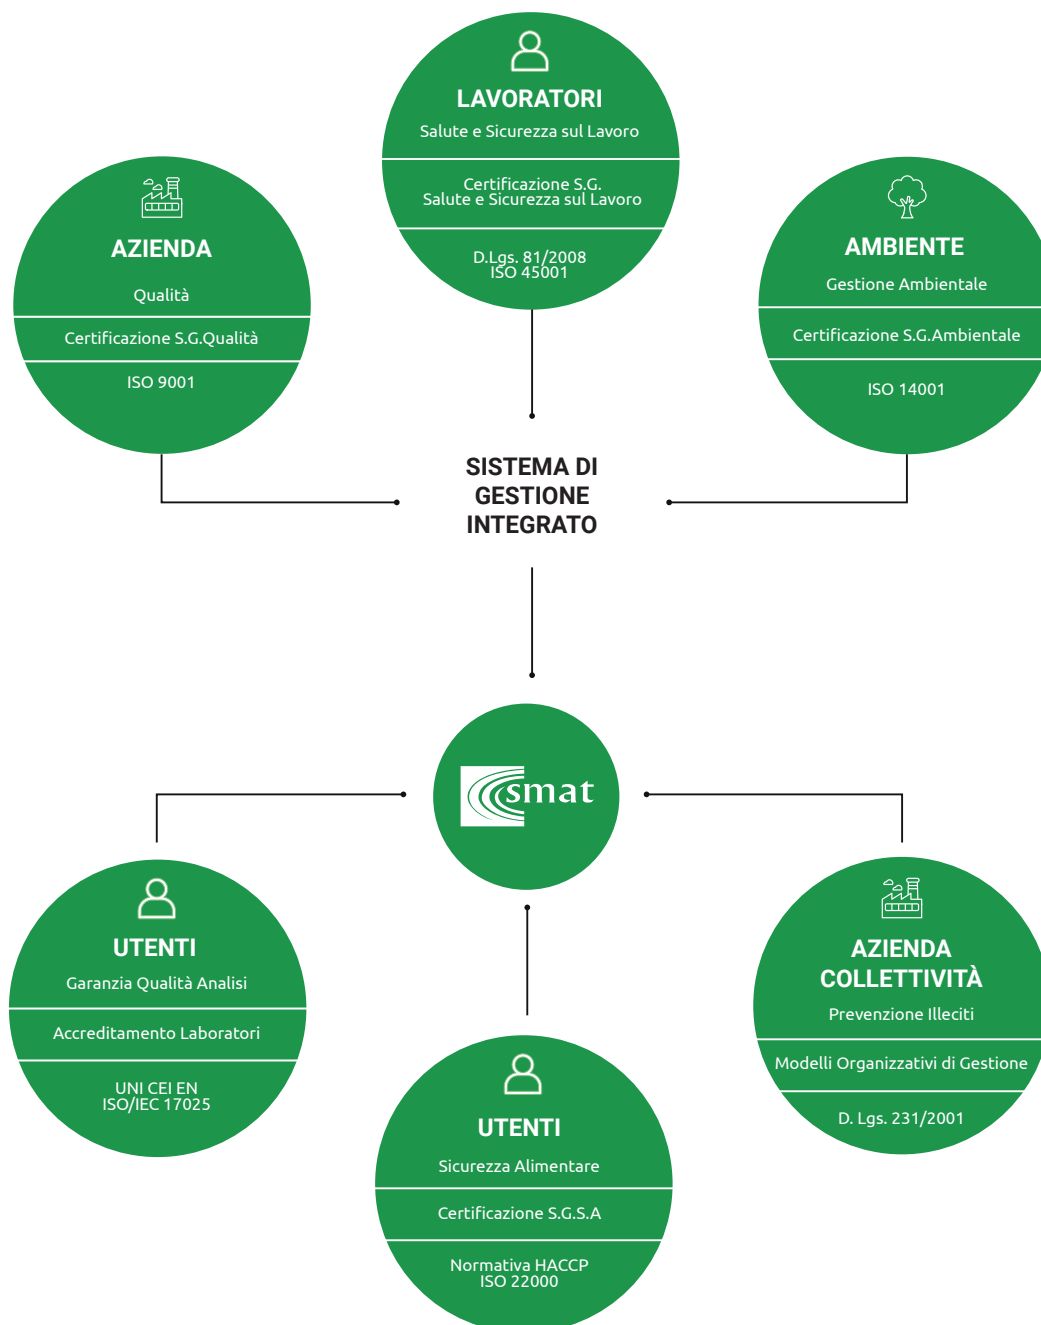 LAVORATORI
Salute e Sicurezza sul Lavoro
Certificazione S.G.
Salute e Sicurezza sul Lavoro
D.Lgs. 81/2008
ISO 45001
AZIENDA
Qualità
Certificazione S.G.Qualità
ISO 9001
AMBIENTE
Gestione Ambientale
Certificazione S.G.Ambientale
ISO 14001
SISTEMA DI
GESTIONE
INTEGRATO
smat
UTENTI
Garanzia Qualità Analisi
Accreditamento Laboratori
UNI CEI EN
ISO/IEC 17025
UTENTI
Sicurezza Alimentare
Certificazione S.G.S.A
Normativa HACCP
ISO 22000
AZIENDA
COLLETTIVITÀ
Prevenzione Illeciti
Modelli Organizzativi di Gestione
D. Lgs. 231/2001